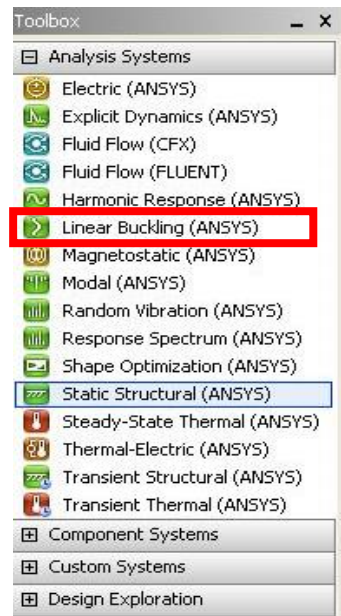 Toolbox
Analysis Systems
Electric (ANSYS)
Explicit Dynamics (ANSYS)
Fluid Flow (CFX)
Fluid Flow (FLUENT)
Harmonic Response (ANSYS)
Linear Buckling (ANSYS)
Magnetostatic (ANSYS)
Modal (ANSYS)
Random Vibration (ANSYS)
Response Spectrum (ANSYS)
Shape Optimization (ANSYS)
Static Structural (ANSYS)
Steady-State Thermal (ANSYS)
Thermal-Electric (ANSYS)
Transient Structural (ANSYS)
Transient Thermal (ANSYS)
Component Systems
Custom Systems
Design Exploration